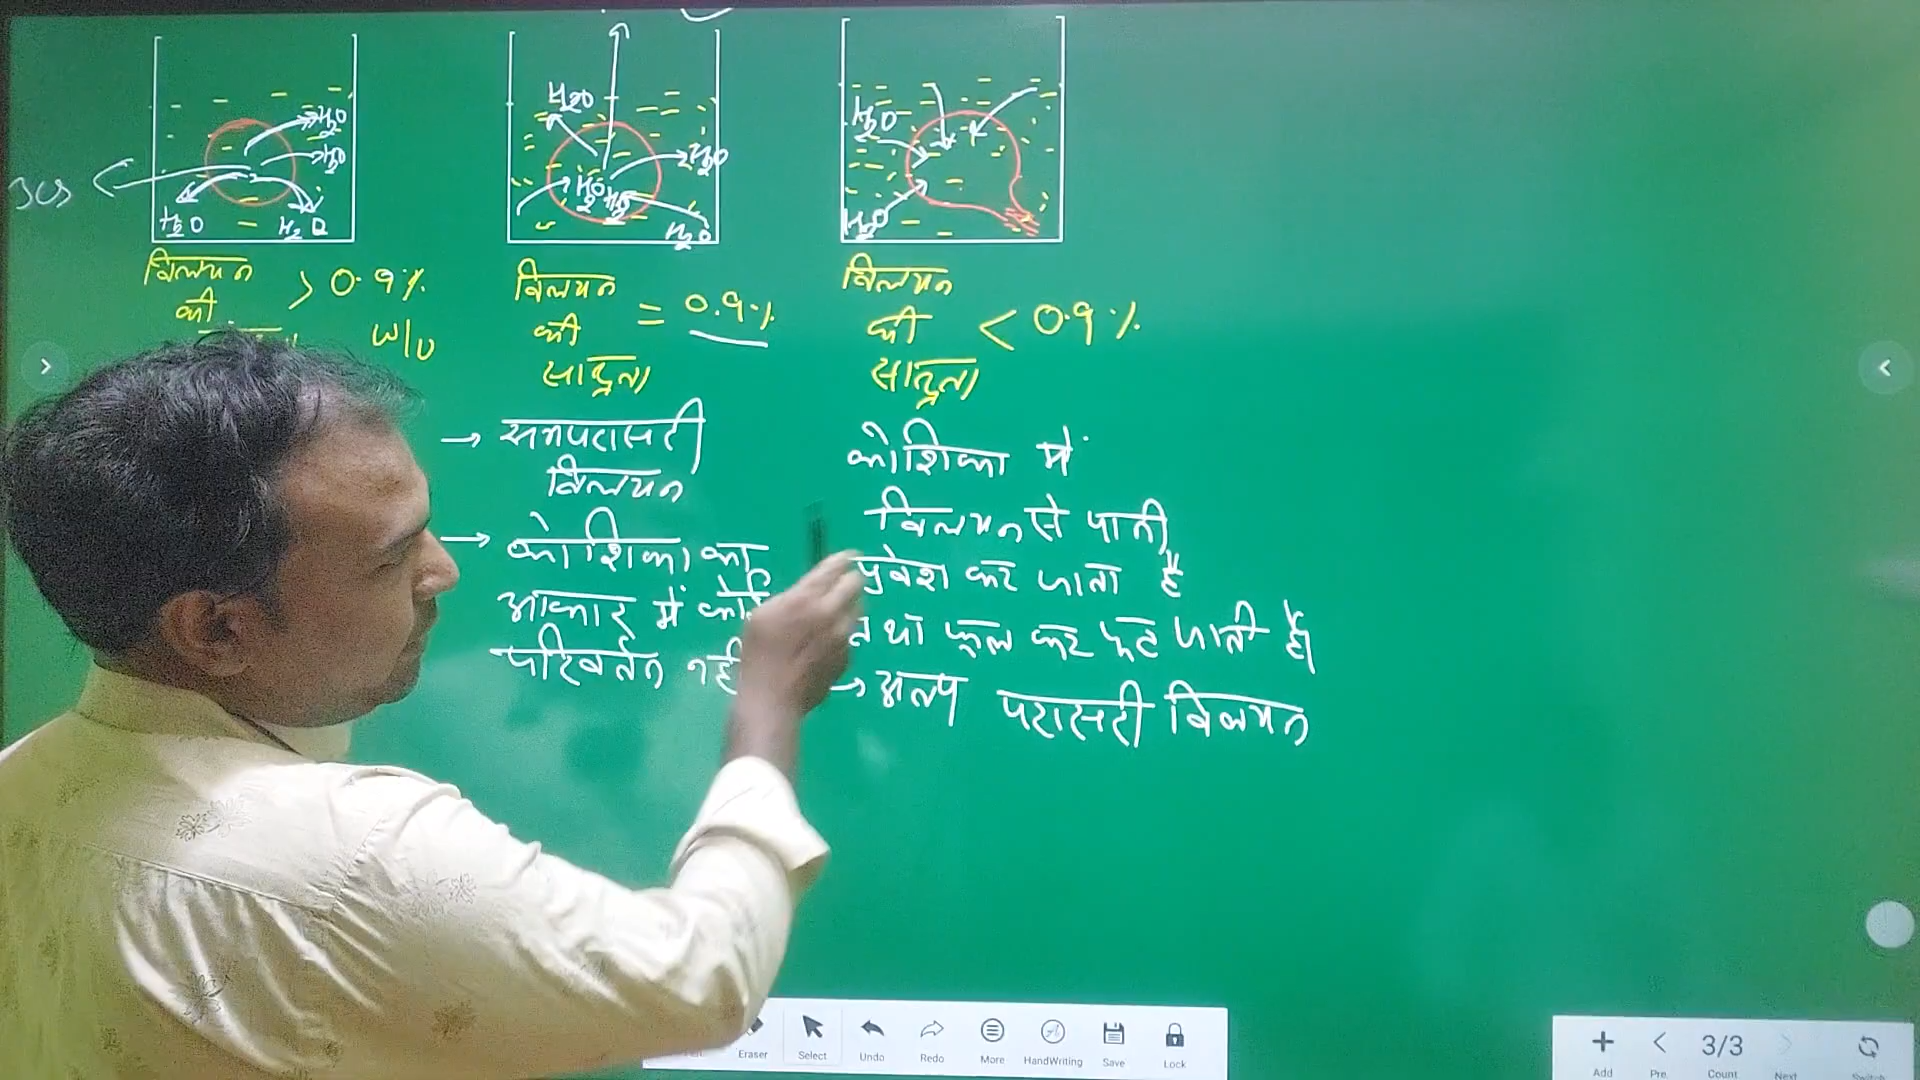 H2O
H2O
H2O
H2O
H2O
H2O
H2O
H2O
H2O
H2O
H2O
विलयन
की
> 0.9%
w/v
विलयन
की
सांद्रता
= 0.9%
विलयन
की
सांद्रता
< 0.9%
→ समपरासरी
विलयन
→ कोशिका का
आकार में कोई
परिवर्तन नहीं
कोशिका में
विलयन से पानी
प्रवेश कर जाता है
तथा फूल कर फट जाती है।
→ अल्प परासरी विलयन
Eraser
Select
Undo
Redo
More
HandWriting
Save
Lock
3/3
Add
Pre
Count
Next